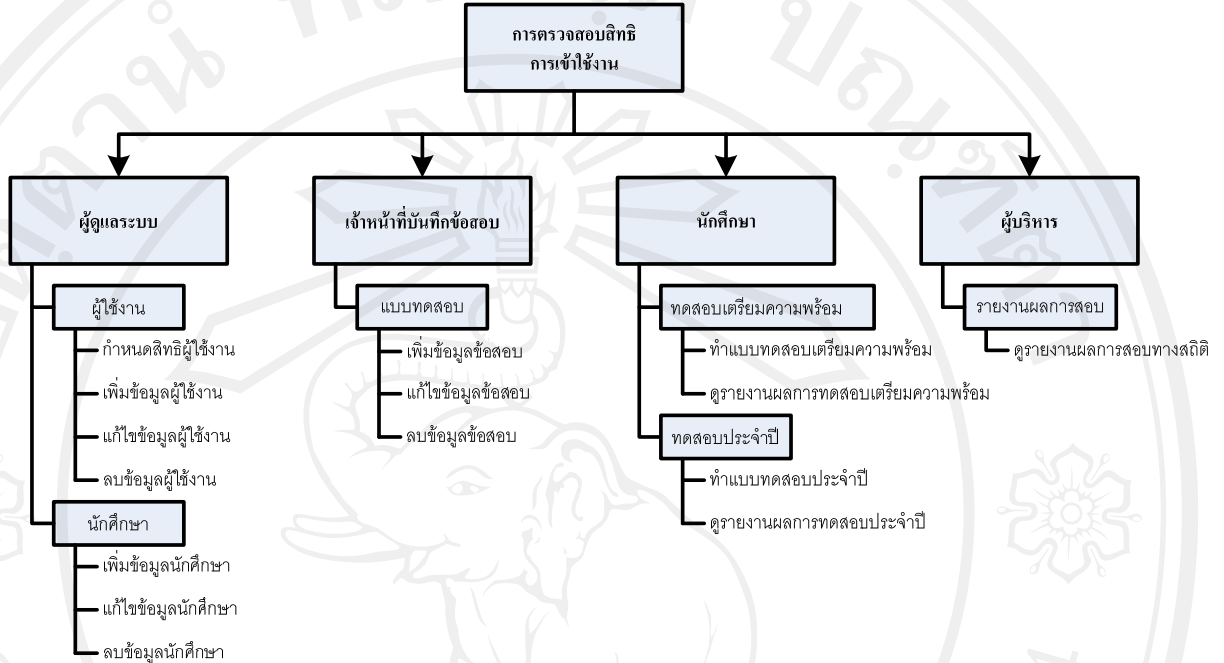 การตรวจสอบสิทธิ
การเข้าใช้งาน
ผู้ดูแลระบบ
ผู้ใช้งาน
กำหนดสิทธิผู้ใช้งาน
เพิ่มข้อมูลผู้ใช้งาน
แก้ไขข้อมูลผู้ใช้งาน
ลบข้อมูลผู้ใช้งาน
นักศึกษา
เพิ่มข้อมูลนักศึกษา
แก้ไขข้อมูลนักศึกษา
ลบข้อมูลนักศึกษา
เจ้าหน้าที่บันทึกข้อสอบ
แบบทดสอบ
เพิ่มข้อมูลข้อสอบ
แก้ไขข้อมูลข้อสอบ
ลบข้อมูลข้อสอบ
นักศึกษา
ทดสอบเตรียมความพร้อม
ทำแบบทดสอบเตรียมความพร้อม
ดูรายงานผลการทดสอบเตรียมความพร้อม
ทดสอบประจำปี
ทำแบบทดสอบประจำปี
ดูรายงานผลการทดสอบประจำปี
ผู้บริหาร
รายงานผลการสอบ
ดูรายงานผลการสอบทางสถิติ